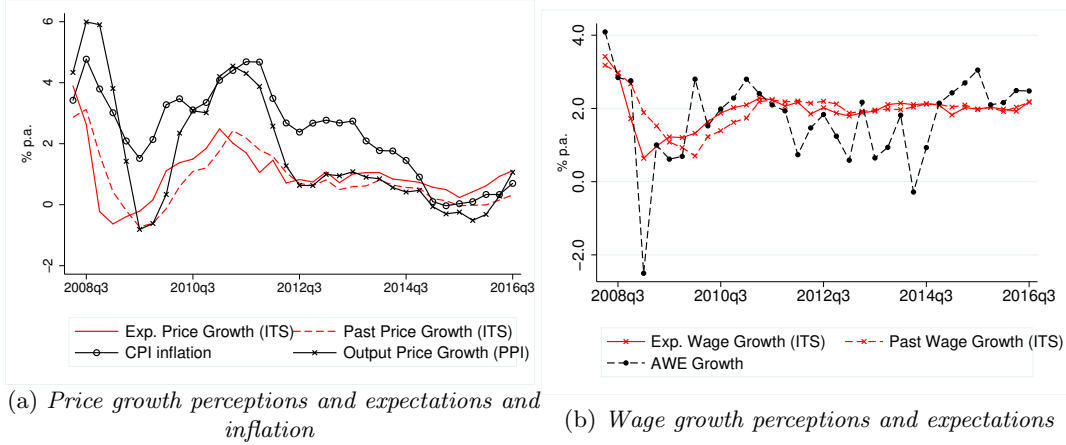 6
4
2
0
−2
% p.a.
2008q3
2010q3
2012q3
2014q3
2016q3
Exp. Price Growth (ITS)
Past Price Growth (ITS)
CPI inflation
Output Price Growth (PPI)
(a) Price growth perceptions and expectations and
inflation
4.0
2.0
0.0
−2.0
% p.a.
2008q3
2010q3
2012q3
2014q3
2016q3
Exp. Wage Growth (ITS)
Past Wage Growth (ITS)
AWE Growth
(b) Wage growth perceptions and expectations